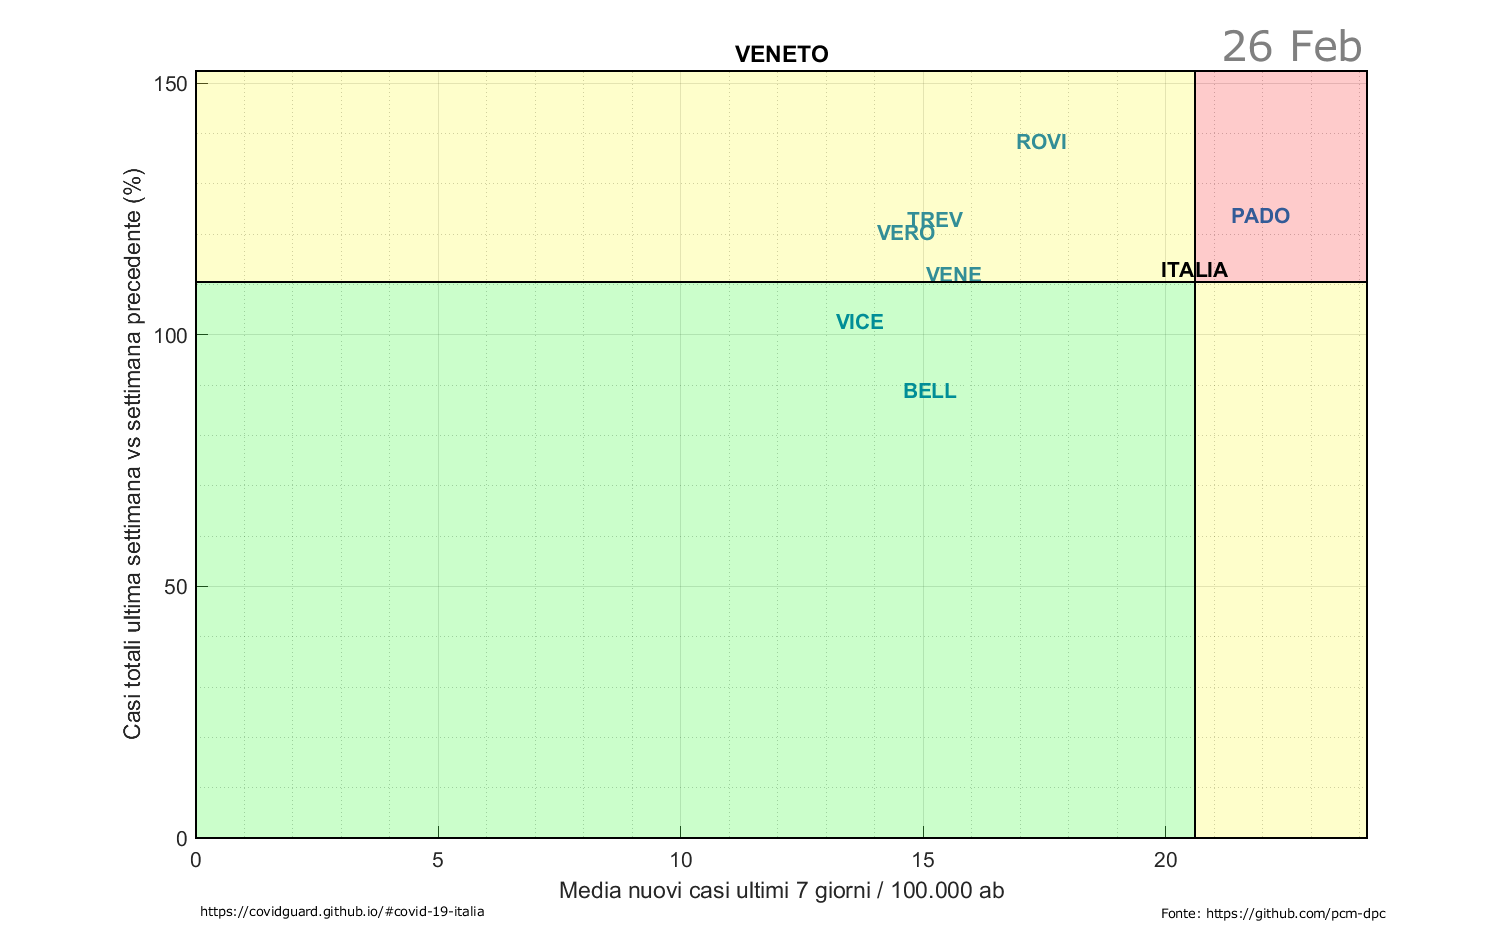 26 Feb
VENETO
Casi totali ultima settimana vs settimana precedente (%)
150
100
50
0
ROVI
TREV
PADO
VERO
ITALIA
VENE
VICE
BELL
0
5
10
15
20
Media nuovi casi ultimi 7 giorni / 100.000 ab
https://covidguard.github.io/#covid-19-italia
Fonte: https://github.com/pcm-dpc